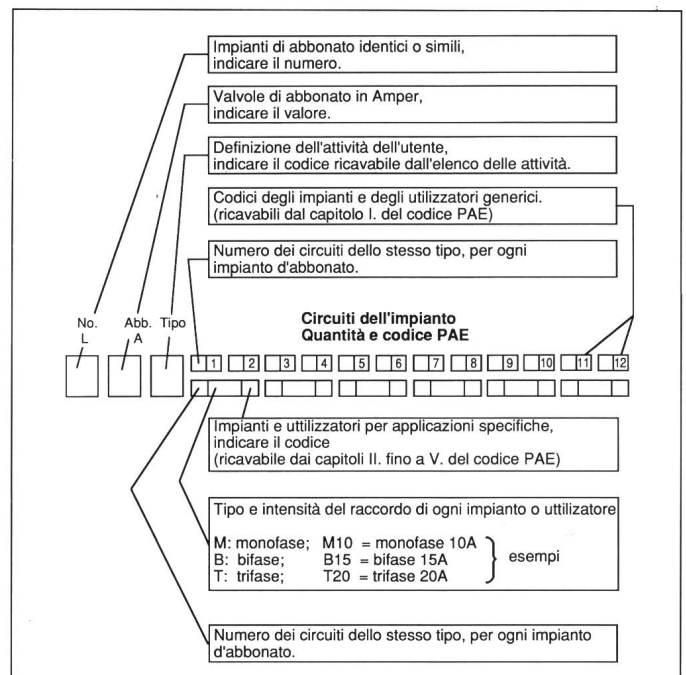 Impianti di abbonato identici o simili,
indicare il numero.
Valvole di abbonato in Amper,
indicare il valore.
Definizione dell'attività dell'utente,
indicare il codice ricavabile dall'elenco delle attività.
Codici degli impianti e degli utilizzatori generici.
(ricavabili dal capitolo I. del codice PAE)
Numero dei circuiti dello stesso tipo, per ogni
impianto d'abbonato.
No. Abb. Tipo
L A
Circuiti dell'impianto
Quantità e codice PAE
1 2 3 4 5 6 7 8 9 10 11 12
Impianti e uttilizzatori per applicazioni specifiche,
indicare il codice
(ricavabile dai capitoli II. fino a V. del codice PAE)
Tipo e intensità del raccordo di ogni impianto o uttilizatore
M: monofase; M10 = monofase 10A
B: bifase; B15 = bifase 15A } esempi
T: trifase; T20 = trifase 20A
Numero dei circuiti dello stesso tipo, per ogni impianto
d'abbonato.